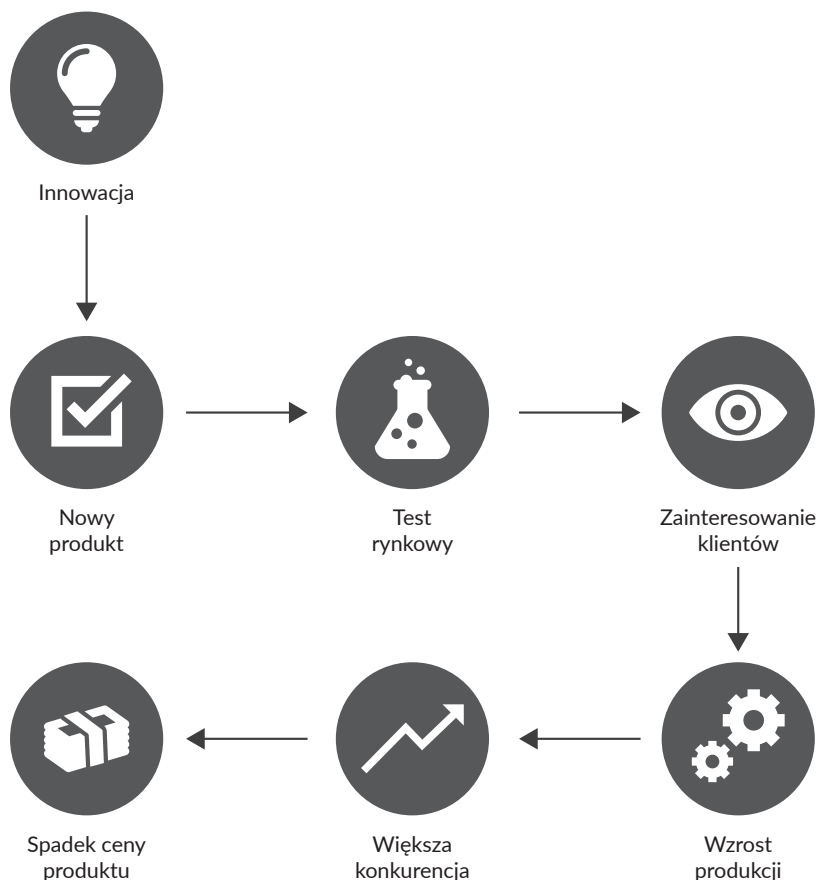 Innowacja
Nowy
produkt
Test
rynkowy
Zainteresowanie
klientów
Wzrost
produkcji
Większa
konkurencja
Spadek ceny
produktu